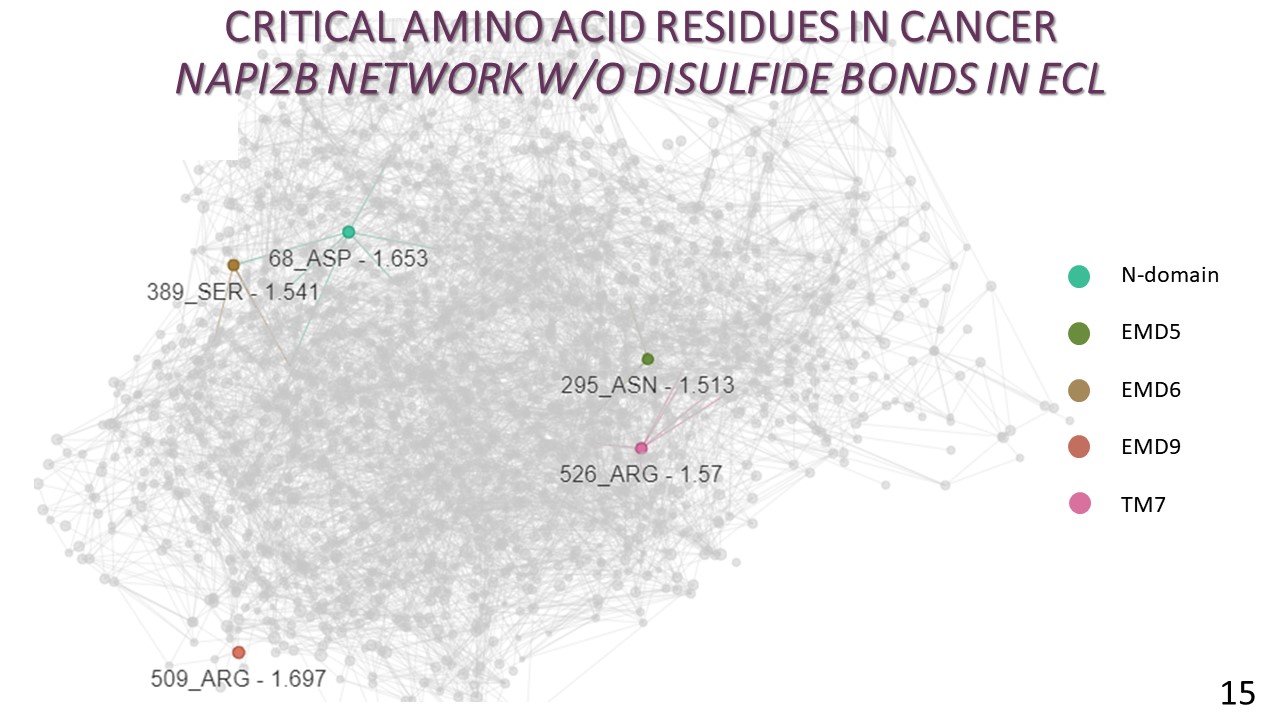 CRITICAL AMINO ACID RESIDUES IN CANCER
NAPI2B NETWORK W/O DISULFIDE BONDS IN ECL
68_ASP - 1.653
389_SER - 1.541
295_ASN - 1.513
526_ARG - 1.57
509_ARG - 1.697
N-domain
EMD5
EMD6
EMD9
TM7
15